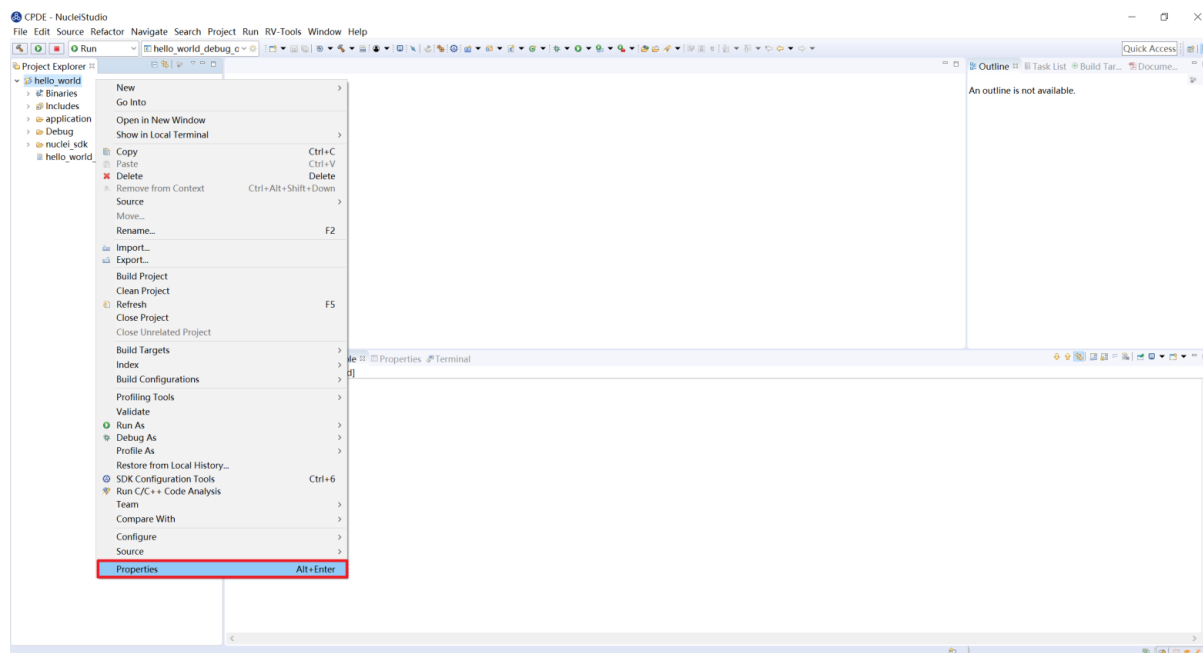 CPDE - NucleiStudio
File Edit Source Refactor Navigate Search Project Run RV-Tools Window Help
Run
hello_world_debug_o
Quick Access
Project Explorer
Outline Task List Build Tar... Docume...
An outline is not available.
hello_world
Binaries
Includes
application
Debug
nuclei_sdk
hello_world_
New
Go Into
Open in New Window
Show in Local Terminal
Copy Ctrl+C
Paste Ctrl+V
Delete Delete
Remove from Context Ctrl+Alt+Shift+Down
Source
Move...
Rename... F2
Import...
Export...
Build Project
Clean Project
Refresh F5
Close Project
Close Unrelated Project
Build Targets
Index
Build Configurations
Profiling Tools
Validate
Run As
Debug As
Profile As
Restore from Local History...
SDK Configuration Tools Ctrl+6
Run C/C++ Code Analysis
Team
Compare With
Configure
Source
Properties Alt+Enter
le Properties Terminal
d]